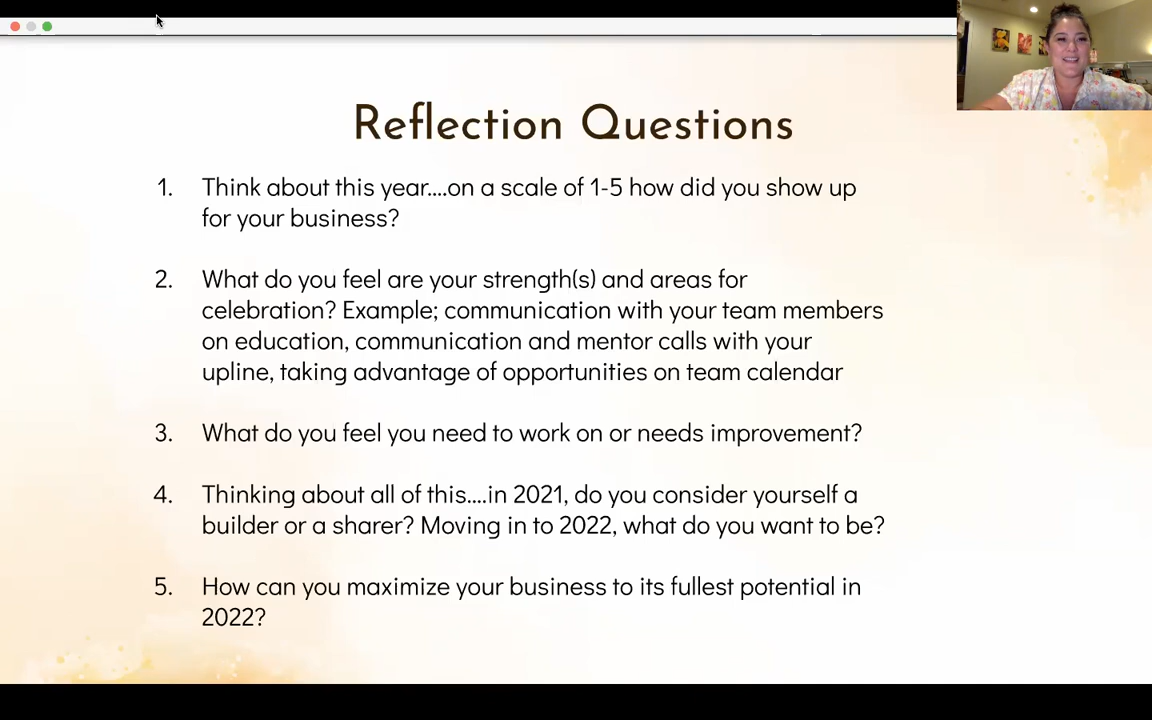 Reflection Questions
1. Think about this year....on a scale of 1-5 how did you show up
for your business?
2. What do you feel are your strength(s) and areas for
celebration? Example; communication with your team members
on education, communication and mentor calls with your
upline, taking advantage of opportunities on team calendar
3. What do you feel you need to work on or needs improvement?
4. Thinking about all of this....in 2021, do you consider yourself a
builder or a sharer? Moving in to 2022, what do you want to be?
5. How can you maximize your business to its fullest potential in
2022?